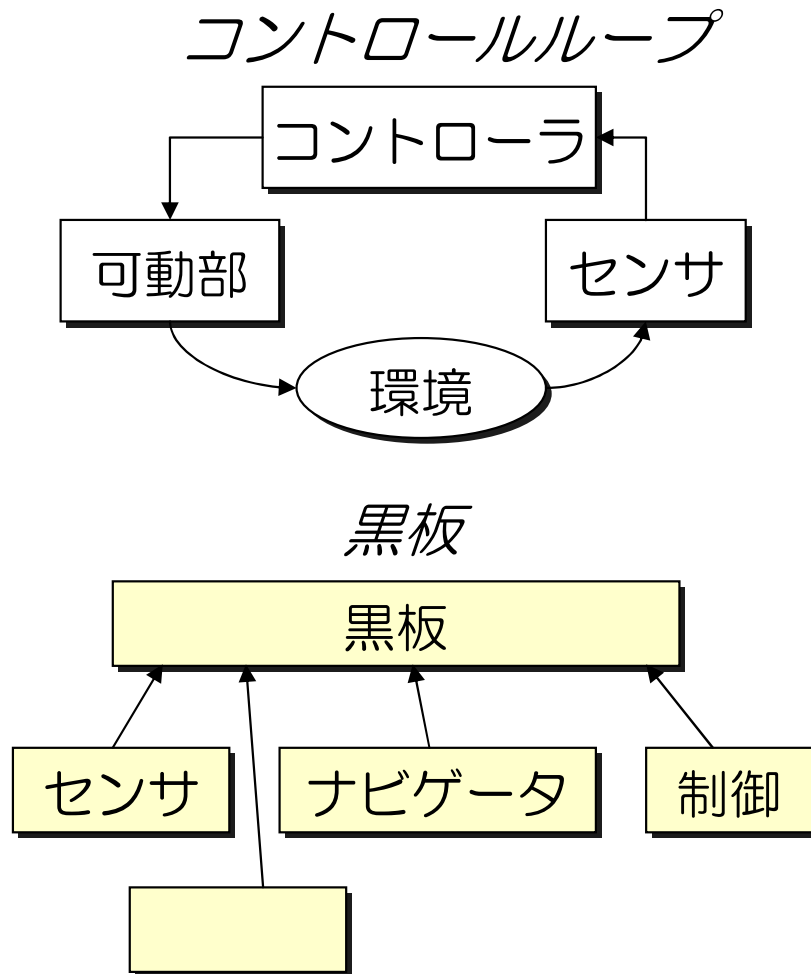 コントロールループ
コントローラ
可動部
センサ
環境
黒板
黒板
センサ
ナビゲータ
制御